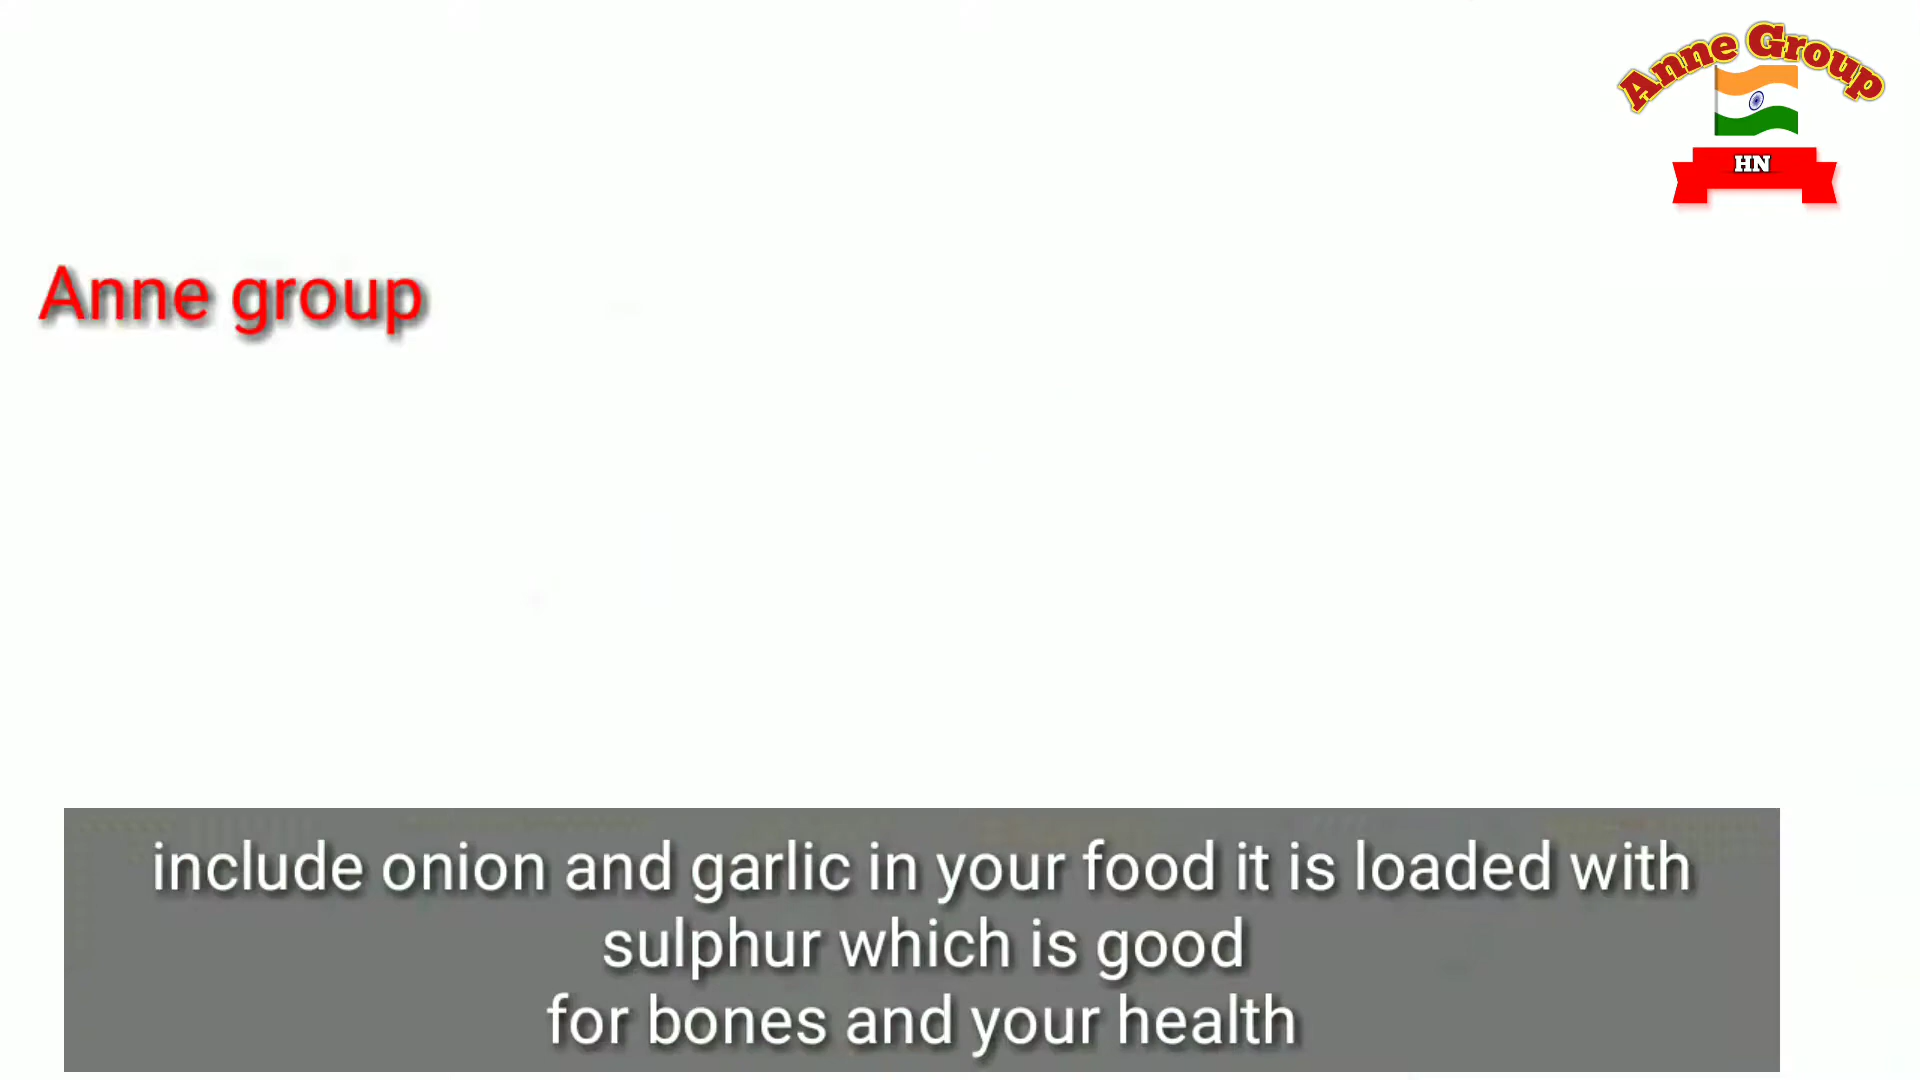 Anne Group
HN
Anne group
include onion and garlic in your food it is loaded with
sulphur which is good
for bones and your health